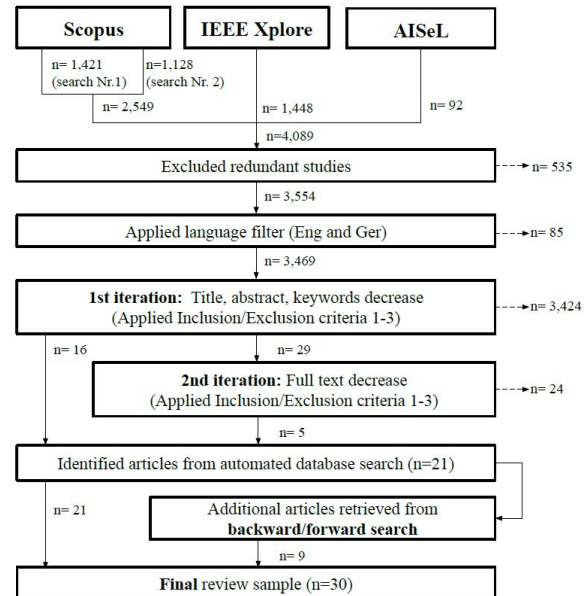 Scopus
IEEE Xplore
AISeL
n= 1,421
(search Nr.1)
n=1,128
(search Nr. 2)
n= 2,549
n= 1,448
n= 92
n=4,089
Excluded redundant studies
n= 535
n= 3,554
Applied language filter (Eng and Ger)
n= 85
n= 3,469
1st iteration: Title, abstract, keywords decrease
(Applied Inclusion/Exclusion criteria 1-3)
n= 3,424
n= 16
n= 29
2nd iteration: Full text decrease
(Applied Inclusion/Exclusion criteria 1-3)
n= 24
n= 5
Identified articles from automated database search (n=21)
n= 21
Additional articles retrieved from
backward/forward search
n= 9
Final review sample (n=30)